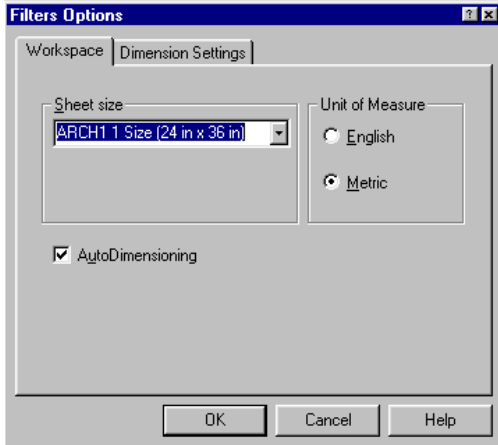 Filters Options
Workspace Dimension Settings
Sheet size Unit of Measure
ARCH1 1 Size (24 in x 36 in) English
Metric
AutoDimensioning
OK Cancel Help